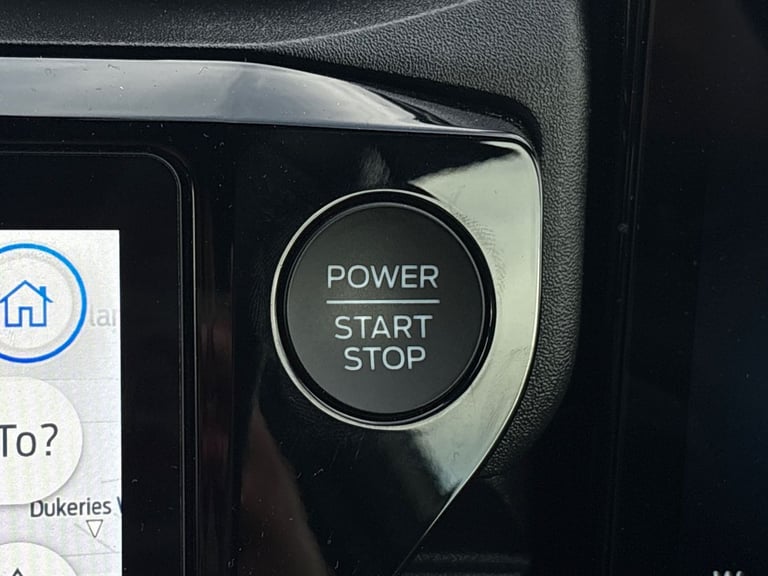 POWER
START
STOP
To?
Dukeries